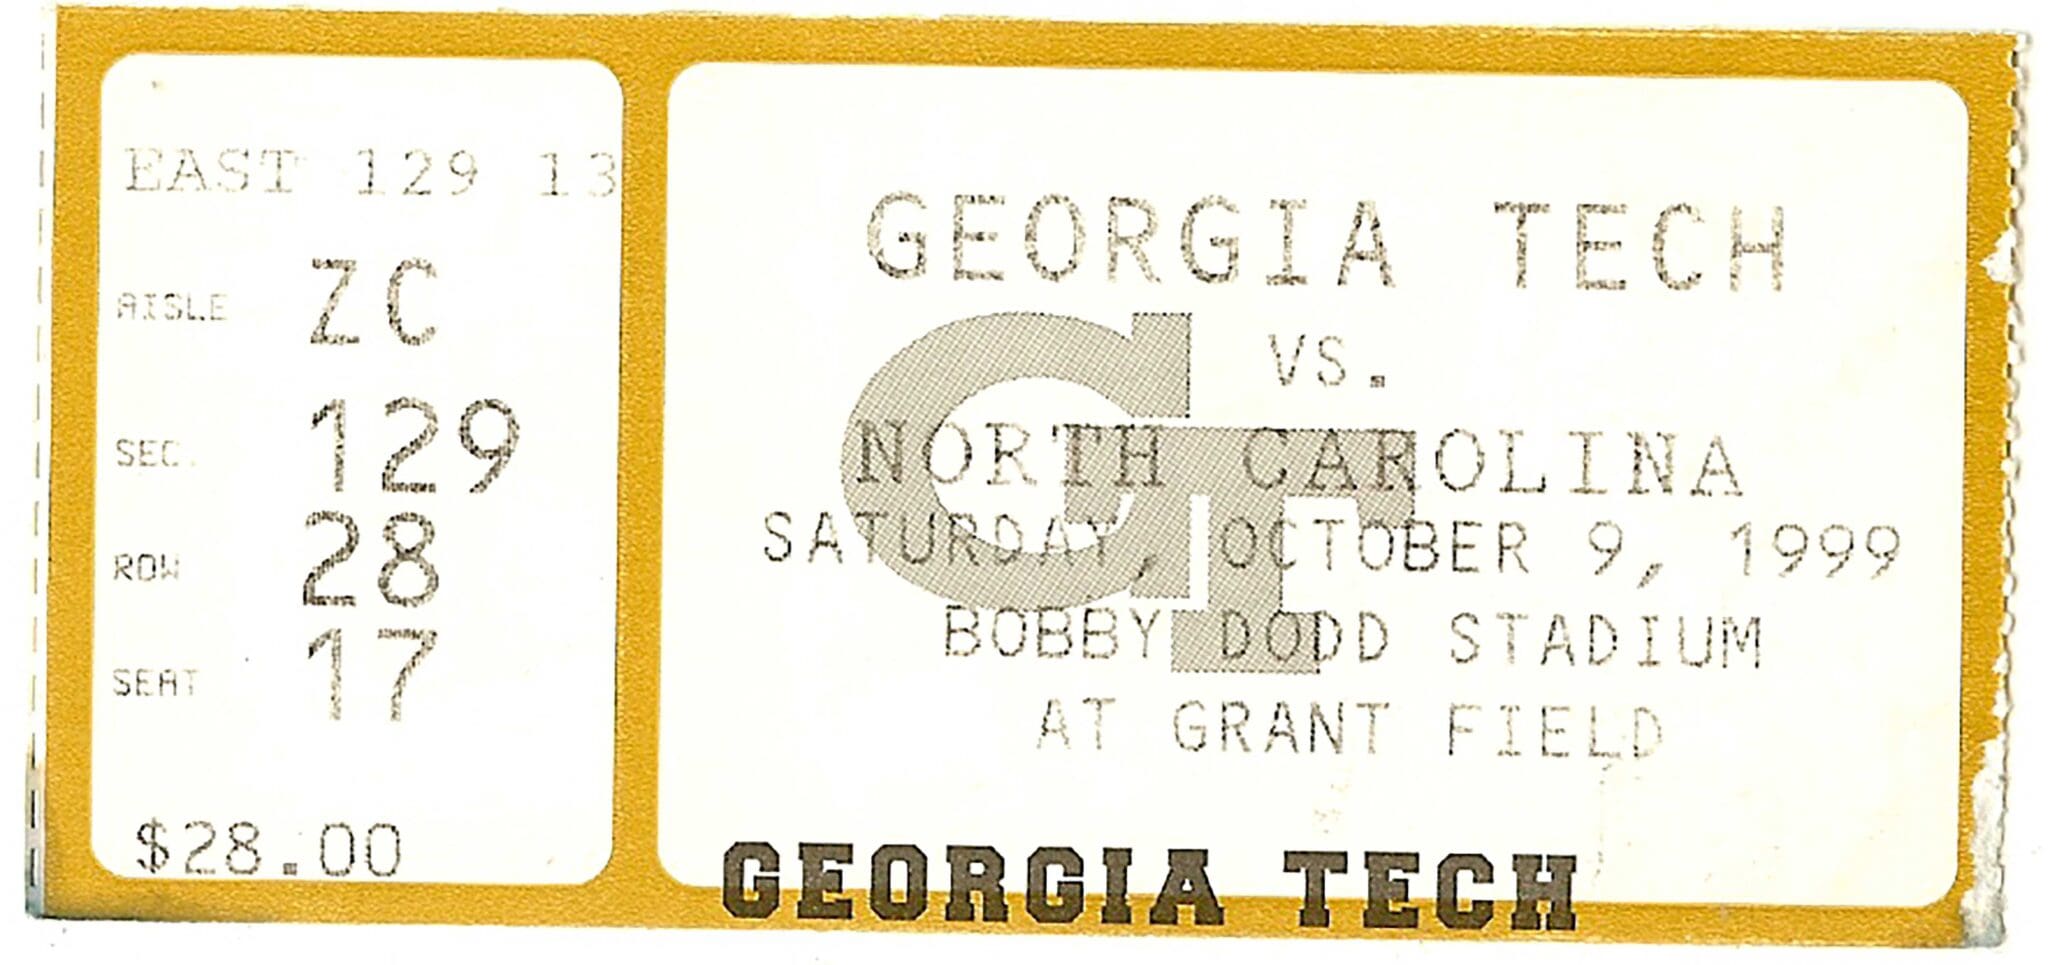 EAST 129 13
AISLE ZC
SEC. 129
ROW 28
SEAT 17
$28.00
GEORGIA TECH
VS.
NORTH CAROLINA
SATURDAY, OCTOBER 9, 1999
BOBBY DODD STADIUM
AT GRANT FIELD
GT
GEORGIA TECH